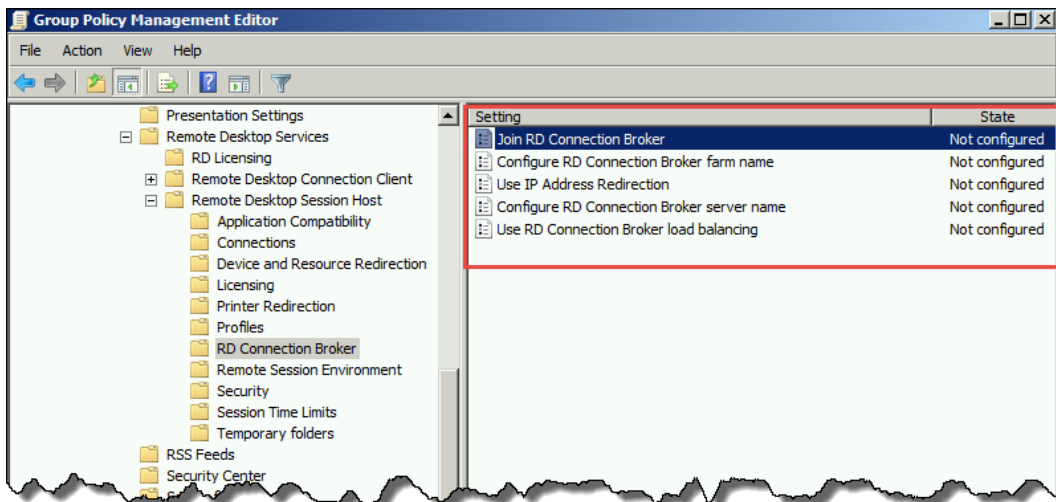 Group Policy Management Editor
File Action View Help
Presentation Settings
Remote Desktop Services
RD Licensing
Remote Desktop Connection Client
Remote Desktop Session Host
Application Compatibility
Connections
Device and Resource Redirection
Licensing
Printer Redirection
Profiles
RD Connection Broker
Remote Session Environment
Security
Session Time Limits
Temporary folders
RSS Feeds
Security Center
Setting State
Join RD Connection Broker Not configured
Configure RD Connection Broker farm name Not configured
Use IP Address Redirection Not configured
Configure RD Connection Broker server name Not configured
Use RD Connection Broker load balancing Not configured